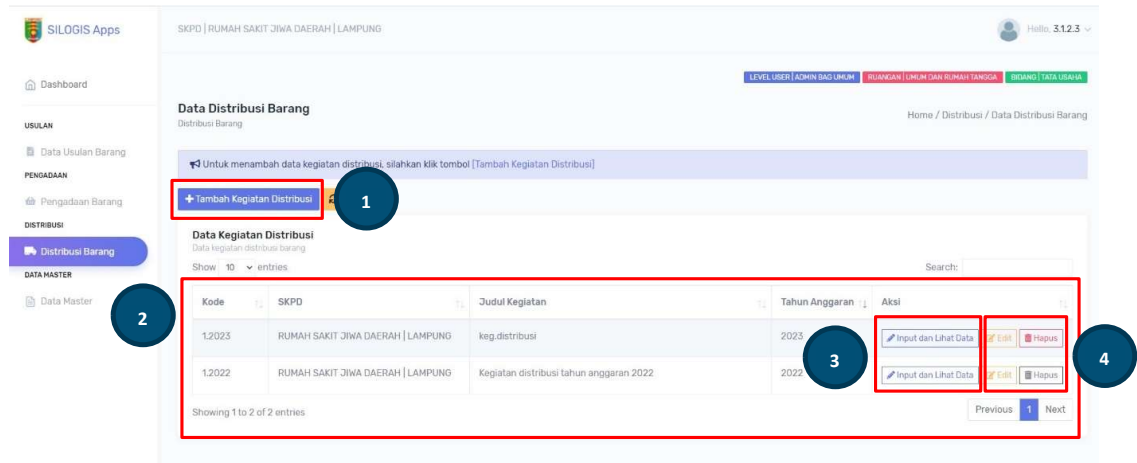 SILOGIS Apps
SKPD | RUMAH SAKIT JIWA DAERAH | LAMPUNG
Hello, 3.1.2.3
Dashboard
LEVEL USER | ADMIN BAG UMUM
RUANGAN | UMUM DAN RUMAH TANGGA
BIDANG | TATA USAHA
Data Distribusi Barang
Distribusi Barang
Home / Distribusi / Data Distribusi Barang
USULAN
Data Usulan Barang
PENGADAAN
Pengadaan Barang
DISTRIBUSI
Distribusi Barang
DATA MASTER
Data Master
Untuk menambah data kegiatan distribusi, silahkan klik tombol [Tambah Kegiatan Distribusi]
+ Tambah Kegiatan Distribusi
1
Data Kegiatan Distribusi
Data kegiatan distribusi barang
Show 10 entries
Search:
2
Kode SKPD Judul Kegiatan Tahun Anggaran Aksi
1.2023 RUMAH SAKIT JIWA DAERAH | LAMPUNG keg.distribusi 2023 Input dan Lihat Data Edit Hapus
3
4
1.2022 RUMAH SAKIT JIWA DAERAH | LAMPUNG Kegiatan distribusi tahun anggaran 2022 2022 Input dan Lihat Data Edit Hapus
Showing 1 to 2 of 2 entries
Previous 1 Next